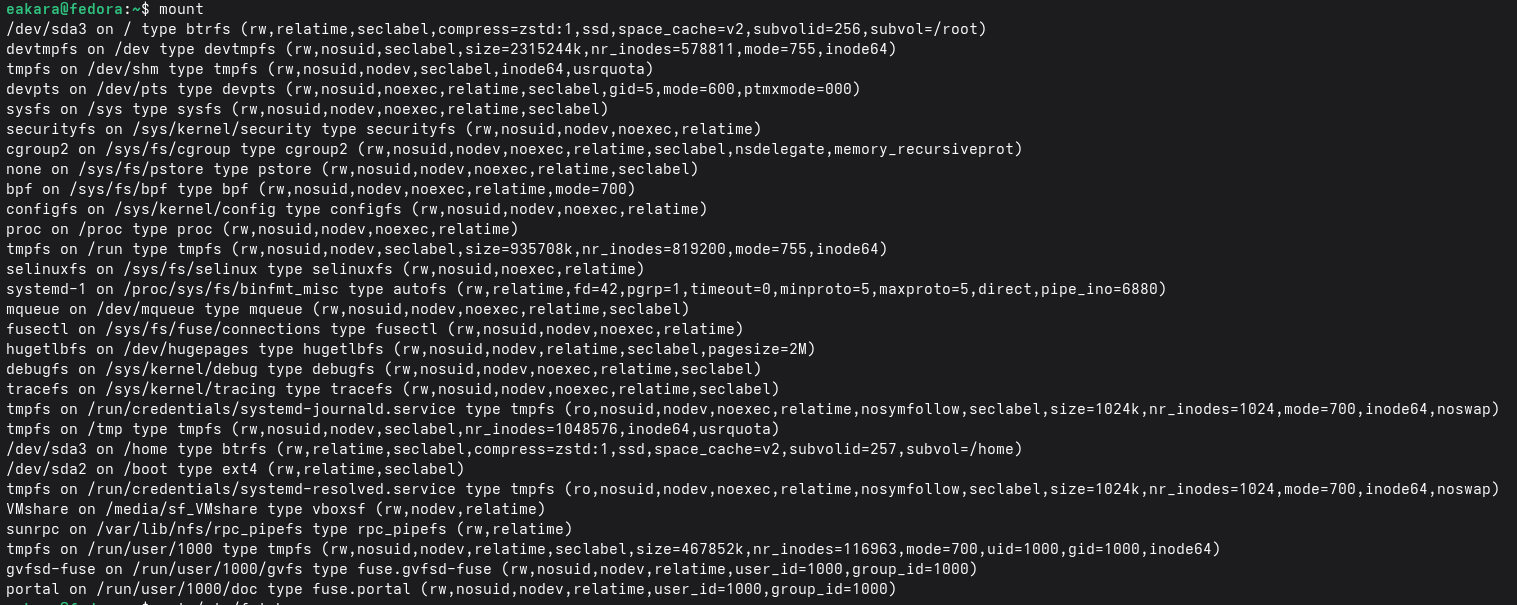 eakara@fedora:~$ mount
/dev/sda3 on / type btrfs (rw,relatime,seclabel,compress=zstd:1,ssd,space_cache=v2,subvolid=256,subvol=/root)
devtmpfs on /dev type devtmpfs (rw,nosuid,seclabel,size=2315244k,nr_inodes=578811,mode=755,inode64)
tmpfs on /dev/shm type tmpfs (rw,nosuid,nodev,seclabel,inode64,usrquota)
devpts on /dev/pts type devpts (rw,nosuid,noexec,relatime,seclabel,gid=5,mode=600,ptmxmode=000)
sysfs on /sys type sysfs (rw,nosuid,nodev,noexec,relatime,seclabel)
securityfs on /sys/kernel/security type securityfs (rw,nosuid,nodev,noexec,relatime)
cgroup2 on /sys/fs/cgroup type cgroup2 (rw,nosuid,nodev,noexec,relatime,seclabel,nsdelegate,memory_recursiveprot)
none on /sys/fs/pstore type pstore (rw,nosuid,nodev,noexec,relatime,seclabel)
bpf on /sys/fs/bpf type bpf (rw,nosuid,nodev,noexec,relatime,mode=700)
configfs on /sys/kernel/config type configfs (rw,nosuid,nodev,noexec,relatime)
proc on /proc type proc (rw,nosuid,nodev,noexec,relatime)
tmpfs on /run type tmpfs (rw,nosuid,nodev,seclabel,size=935708k,nr_inodes=819200,mode=755,inode64)
selinuxfs on /sys/fs/selinux type selinuxfs (rw,nosuid,noexec,relatime)
systemd-1 on /proc/sys/fs/binfmt_misc type autofs (rw,relatime,fd=42,pgrp=1,timeout=0,minproto=5,maxproto=5,direct,pipe_ino=6880)
mqueue on /dev/mqueue type mqueue (rw,nosuid,nodev,noexec,relatime,seclabel)
fusectl on /sys/fs/fuse/connections type fusectl (rw,nosuid,nodev,noexec,relatime)
hugetlbfs on /dev/hugepages type hugetlbfs (rw,nosuid,nodev,relatime,seclabel,pagesize=2M)
debugfs on /sys/kernel/debug type debugfs (rw,nosuid,nodev,noexec,relatime,seclabel)
tracefs on /sys/kernel/tracing type tracefs (rw,nosuid,nodev,noexec,relatime,seclabel)
tmpfs on /run/credentials/systemd-journald.service type tmpfs (ro,nosuid,nodev,noexec,relatime,nosymfollow,seclabel,size=1024k,nr_inodes=1024,mode=700,inode64,noswap)
tmpfs on /tmp type tmpfs (rw,nosuid,nodev,seclabel,nr_inodes=1048576,inode64,usrquota)
/dev/sda3 on /home type btrfs (rw,relatime,seclabel,compress=zstd:1,ssd,space_cache=v2,subvolid=257,subvol=/home)
/dev/sda2 on /boot type ext4 (rw,relatime,seclabel)
tmpfs on /run/credentials/systemd-resolved.service type tmpfs (ro,nosuid,nodev,noexec,relatime,nosymfollow,seclabel,size=1024k,nr_inodes=1024,mode=700,inode64,noswap)
VMshare on /media/sf_VMshare type vboxsf (rw,nodev,relatime)
sunrpc on /var/lib/nfs/rpc_pipefs type rpc_pipefs (rw,relatime)
tmpfs on /run/user/1000 type tmpfs (rw,nosuid,nodev,relatime,seclabel,size=467852k,nr_inodes=116963,mode=700,uid=1000,gid=1000,inode64)
gvfsd-fuse on /run/user/1000/gvfs type fuse.gvfsd-fuse (rw,nosuid,nodev,relatime,user_id=1000,group_id=1000)
portal on /run/user/1000/doc type fuse.portal (rw,nosuid,nodev,relatime,user_id=1000,group_id=1000)